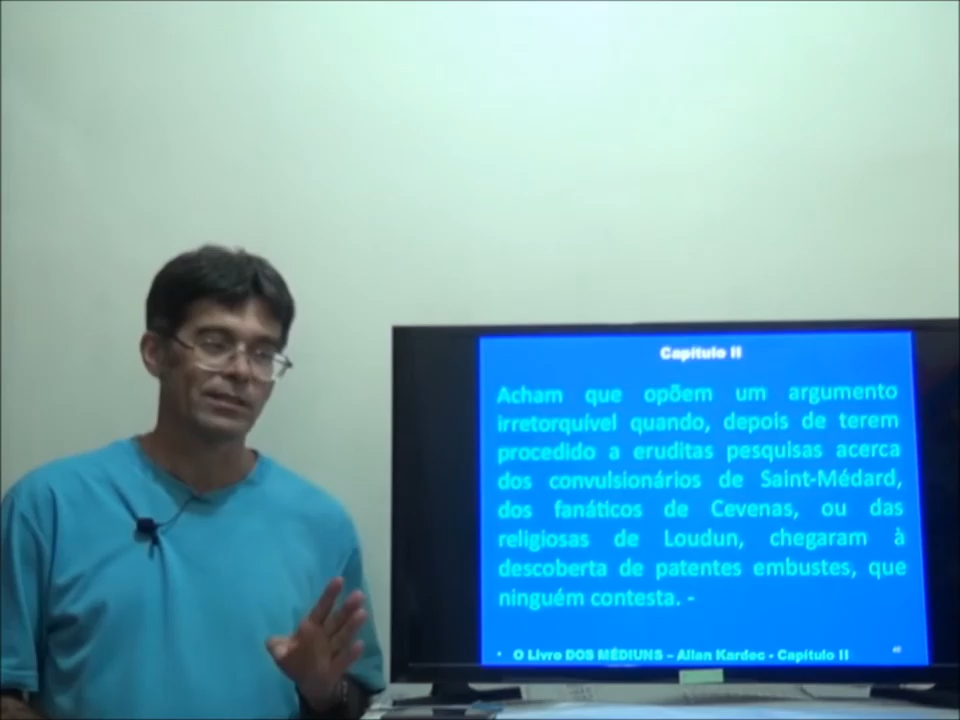 Capítulo II
Acham que opõem um argumento
irretorquível quando, depois de terem
procedido a eruditas pesquisas acerca
dos convulsionários de Saint-Médard,
dos fanáticos de Cevenas, ou das
religiosas de Loudun, chegaram à
descoberta de patentes embustes, que
ninguém contesta. -
• O Livro DOS MÉDIUNS – Allan Kardec - Capítulo II